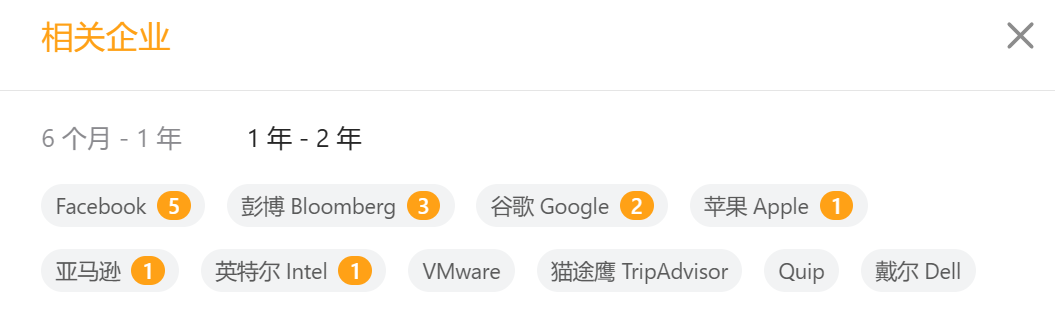 相关企业
6 个月 - 1 年 1 年 - 2 年
Facebook 5 彭博 Bloomberg 3 谷歌 Google 2 苹果 Apple 1
亚马逊 1 英特尔 Intel 1 VMware 猫途鹰 TripAdvisor Quip 戴尔 Dell